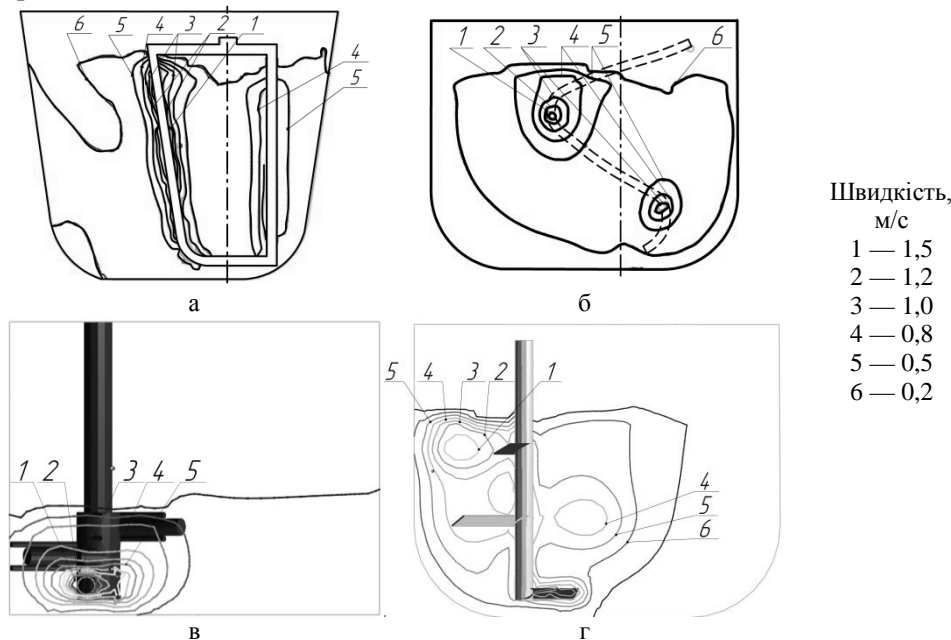 6 5 4 3 2 1
4
5
а
1 2 3 4 5 6
б
Швидкість,
м/с
1 — 1,5
2 — 1,2
3 — 1,0
4 — 0,8
5 — 0,5
6 — 0,2
1 2 3 4 5
в
5 4 3 2 1
4
5
6
г